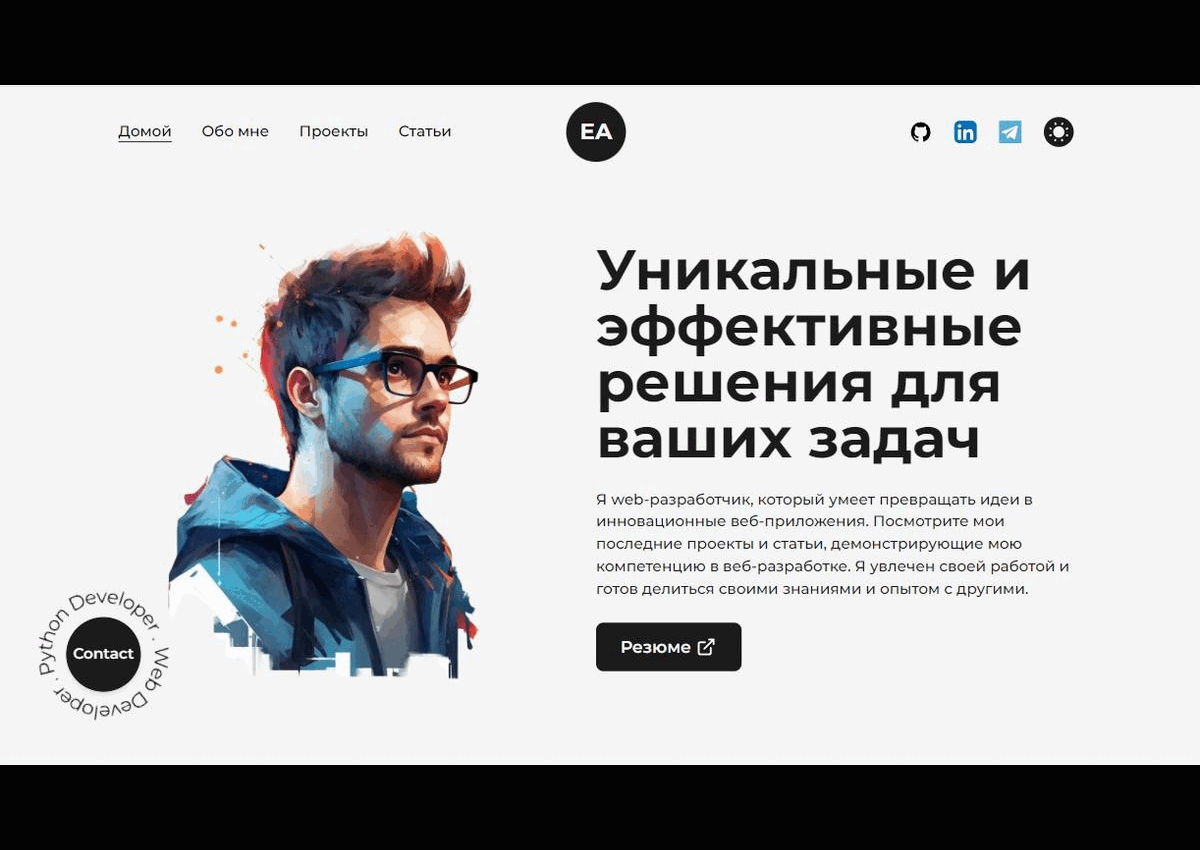 Домой Обо мне Проекты Статьи
EA
in
Уникальные и
эффективные
решения для
ваших задач
Я web-разработчик, который умеет превращать идеи в
инновационные веб-приложения. Посмотрите мои
последние проекты и статьи, демонстрирующие мою
компетенцию в веб-разработке. Я увлечен своей работой и
готов делиться своими знаниями и опытом с другими.
Резюме
Python Developer . Web Developer .
Contact